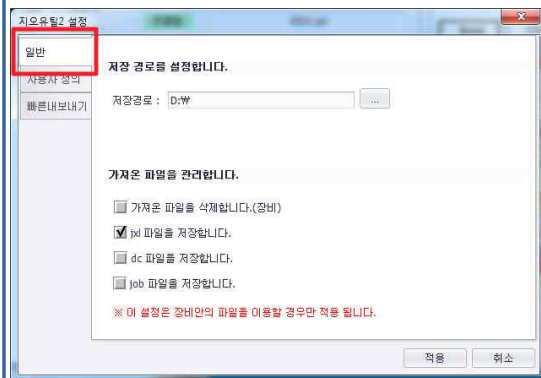 지오유틸2 설정
일반
사용자 정의
빠른내보내기
저장 경로를 설정합니다.
저장경로 : D:₩
...
가져온 파일을 관리합니다.
가져온 파일을 삭제합니다.(장비)
jxl 파일을 저장합니다.
dc 파일을 저장합니다.
job 파일을 저장합니다.
※ 이 설정은 장비안의 파일을 이용할 경우만 적용 됩니다.
적용
취소